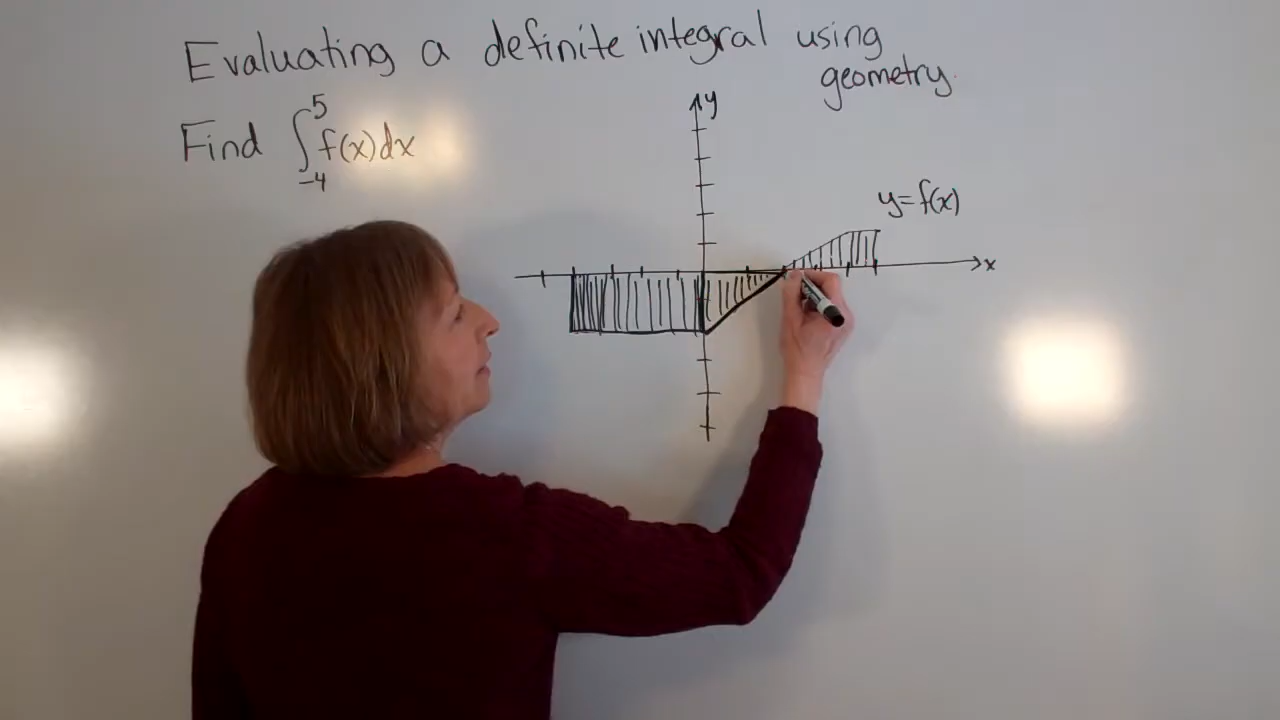 Evaluating a definite integral using
geometry.
Find ∫₋₄⁵ f(x)dx
y
y=f(x)
x